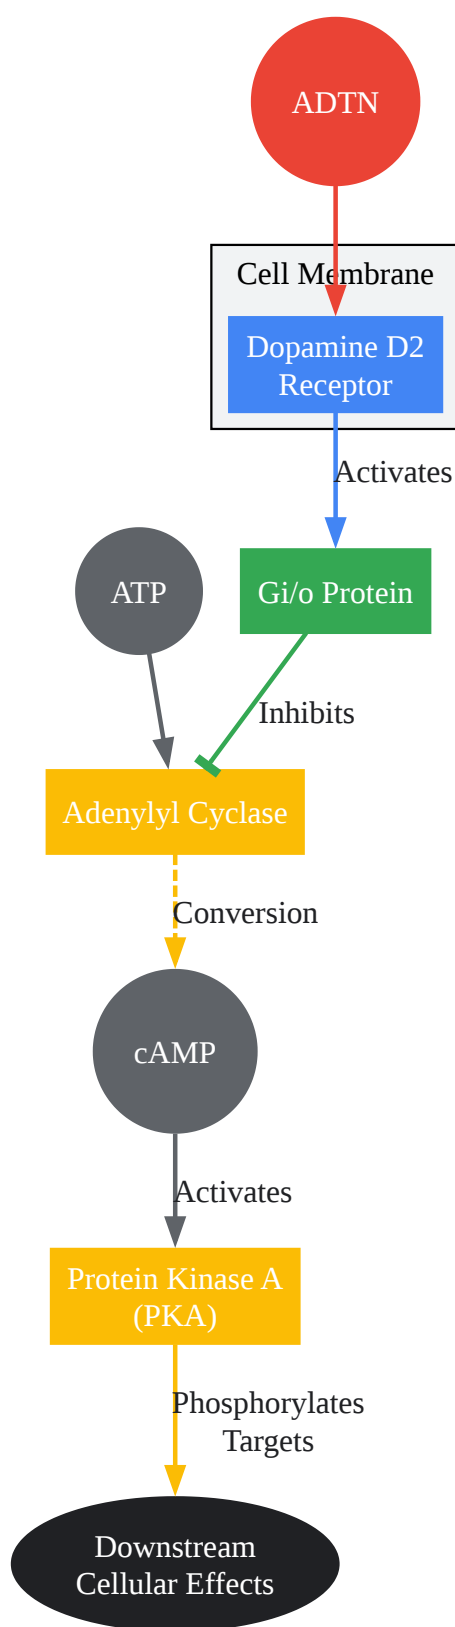 ADTN
Cell Membrane
Dopamine D2
Receptor
Activates
ATP
Gi/o Protein
Inhibits
Adenylyl Cyclase
Conversion
cAMP
Activates
Protein Kinase A
(PKA)
Phosphorylates
Targets
Downstream
Cellular Effects